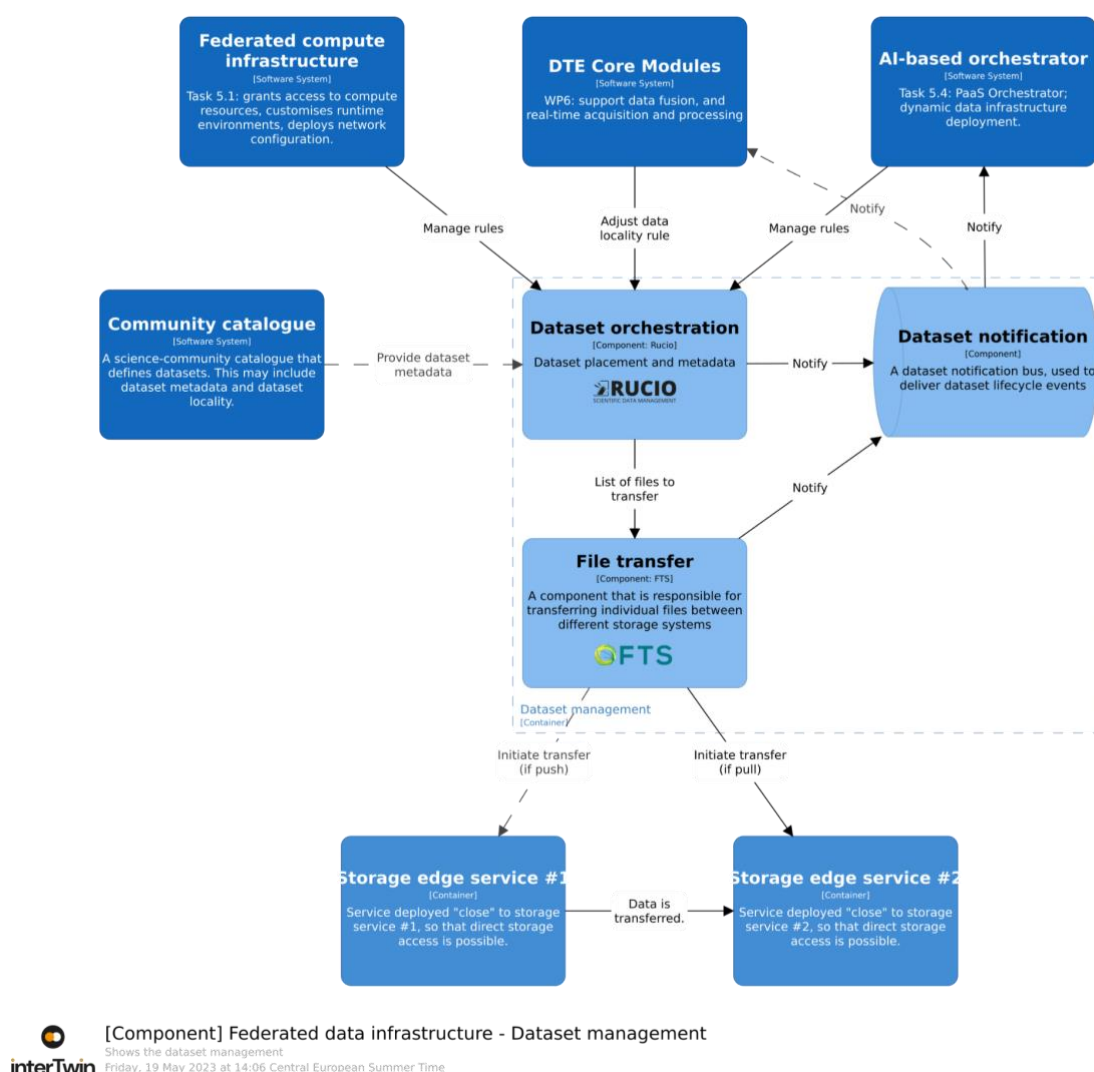 Federated compute
infrastructure
[Software System]
Task 5.1: grants access to compute
resources, customises runtime
environments, deploys network
configuration.
DTE Core Modules
[Software System]
WP6: support data fusion, and
real-time acquisition and processing
AI-based orchestrator
[Software System]
Task 5.4: PaaS Orchestrator;
dynamic data infrastructure
deployment.
Manage rules
Adjust data
locality rule
Manage rules
Notify
Notify
Community catalogue
[Software System]
A science-community catalogue that
defines datasets. This may include
dataset metadata and dataset
locality.
Provide dataset
metadata
Dataset orchestration
[Component: Rucio]
Dataset placement and metadata
RUCIO
SCIENTIFIC DATA MANAGEMENT
Notify
Dataset notification
[Component]
A dataset notification bus, used to
deliver dataset lifecycle events
List of files to
transfer
Notify
File transfer
[Component: FTS]
A component that is responsible for
transferring individual files between
different storage systems
FTS
Dataset management
[Container]
Initiate transfer
(if push)
Initiate transfer
(if pull)
Storage edge service #1
[Container]
Service deployed "close" to storage
service #1, so that direct storage
access is possible.
Data is
transferred.
Storage edge service #2
[Container]
Service deployed "close" to storage
service #2, so that direct storage
access is possible.
[Component] Federated data infrastructure - Dataset management
Shows the dataset management
Friday, 19 May 2023 at 14:06 Central European Summer Time
interTwin